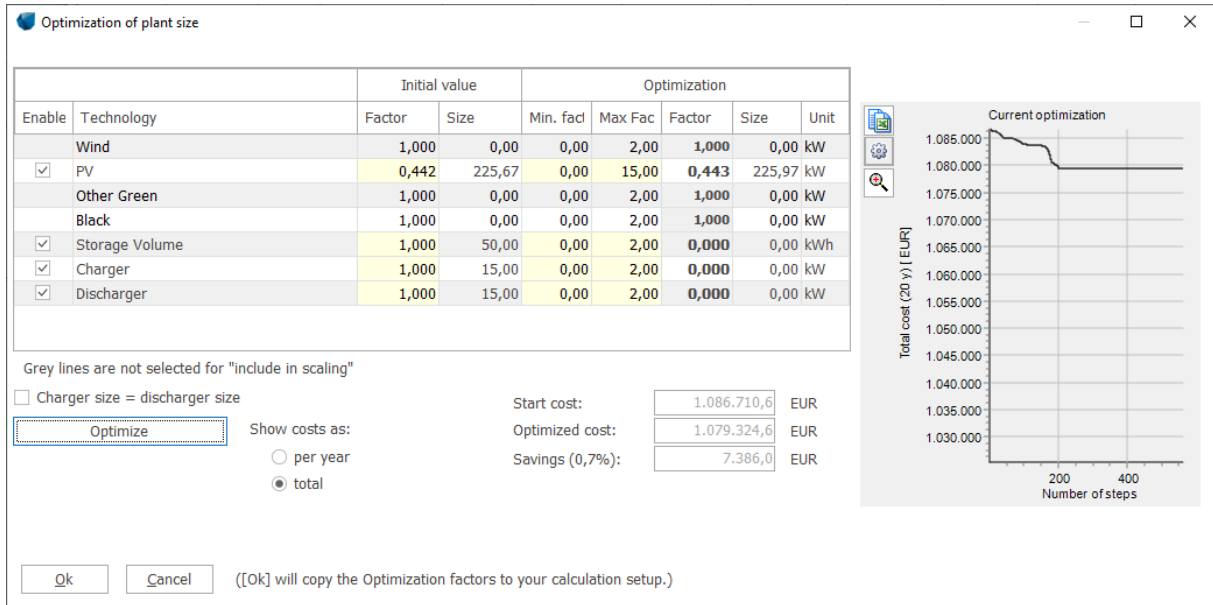 Optimization of plant size
Initial value Optimization
Enable Technology Factor Size Min. fact Max Fac Factor Size Unit
Wind 1,000 0,00 0,00 2,00 1,000 0,00 kW
PV 0,442 225,67 0,00 15,00 0,443 225,97 kW
Other Green 1,000 0,00 0,00 2,00 1,000 0,00 kW
Black 1,000 0,00 0,00 2,00 1,000 0,00 kW
Storage Volume 1,000 50,00 0,00 2,00 0,000 0,00 kWh
Charger 1,000 15,00 0,00 2,00 0,000 0,00 kW
Discharger 1,000 15,00 0,00 2,00 0,000 0,00 kW
Grey lines are not selected for "include in scaling"
Charger size = discharger size
Optimize
Show costs as:
per year
total
Start cost: 1.086.710,6 EUR
Optimized cost: 1.079.324,6 EUR
Savings (0,7%): 7.386,0 EUR
Ok Cancel ([Ok] will copy the Optimization factors to your calculation setup.)
Current optimization
Total cost (20 y) [EUR]
1.085.000
1.080.000
1.075.000
1.070.000
1.065.000
1.060.000
1.055.000
1.050.000
1.045.000
1.040.000
1.035.000
1.030.000
200 400
Number of steps